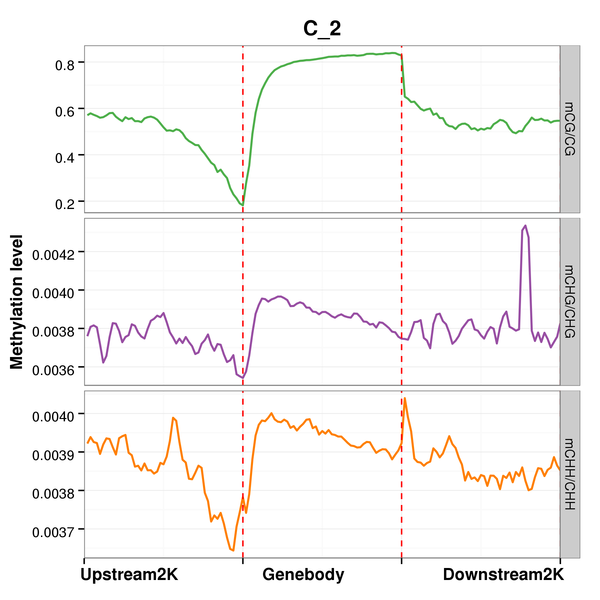 C_2
0.8
0.6
0.4
0.2
mCG/CG
Methylation level
0.0042
0.0040
0.0038
0.0036
mCHG/CHG
0.0040
0.0039
0.0038
0.0037
mCHH/CHH
Upstream2K Genebody Downstream2K